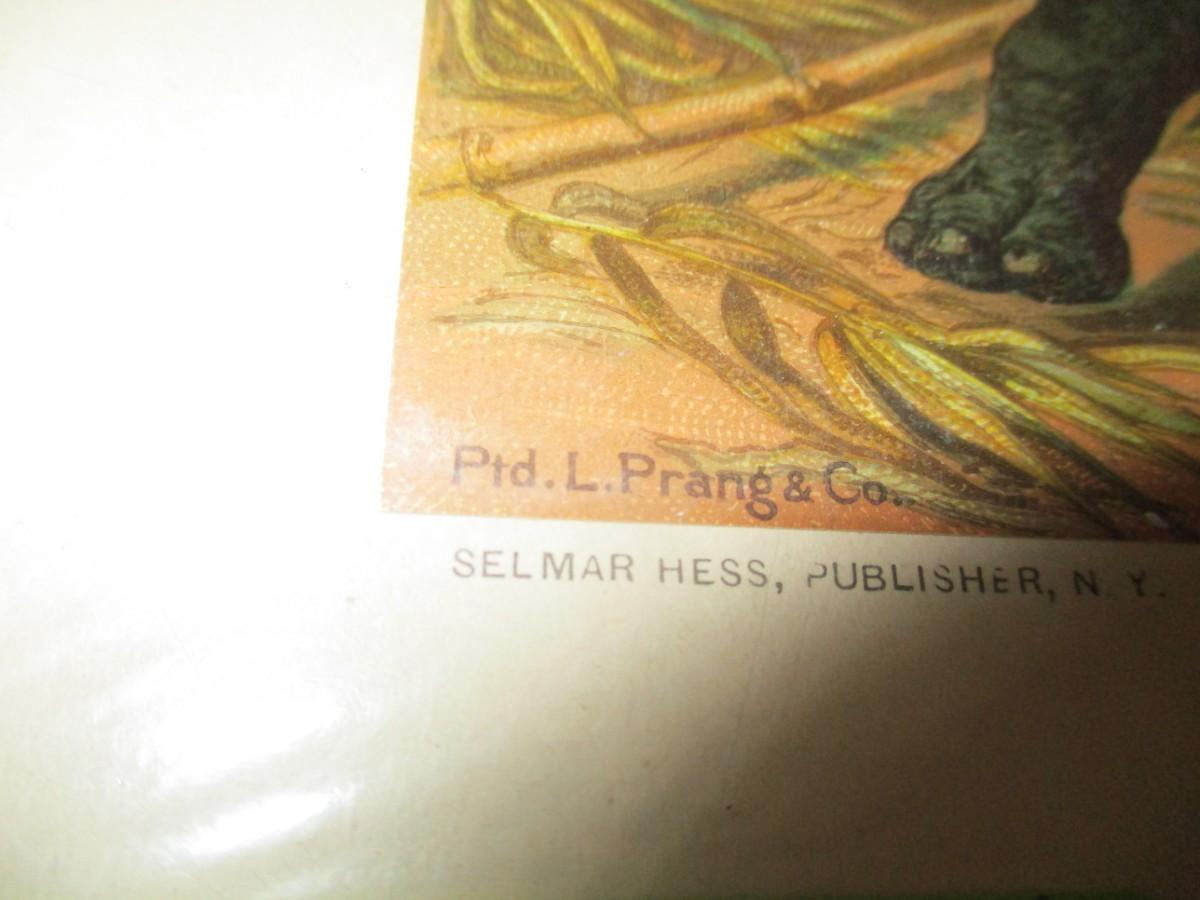 Ptd. L. Prang & Co..
SELMAR HESS, PUBLISHER, N. Y.